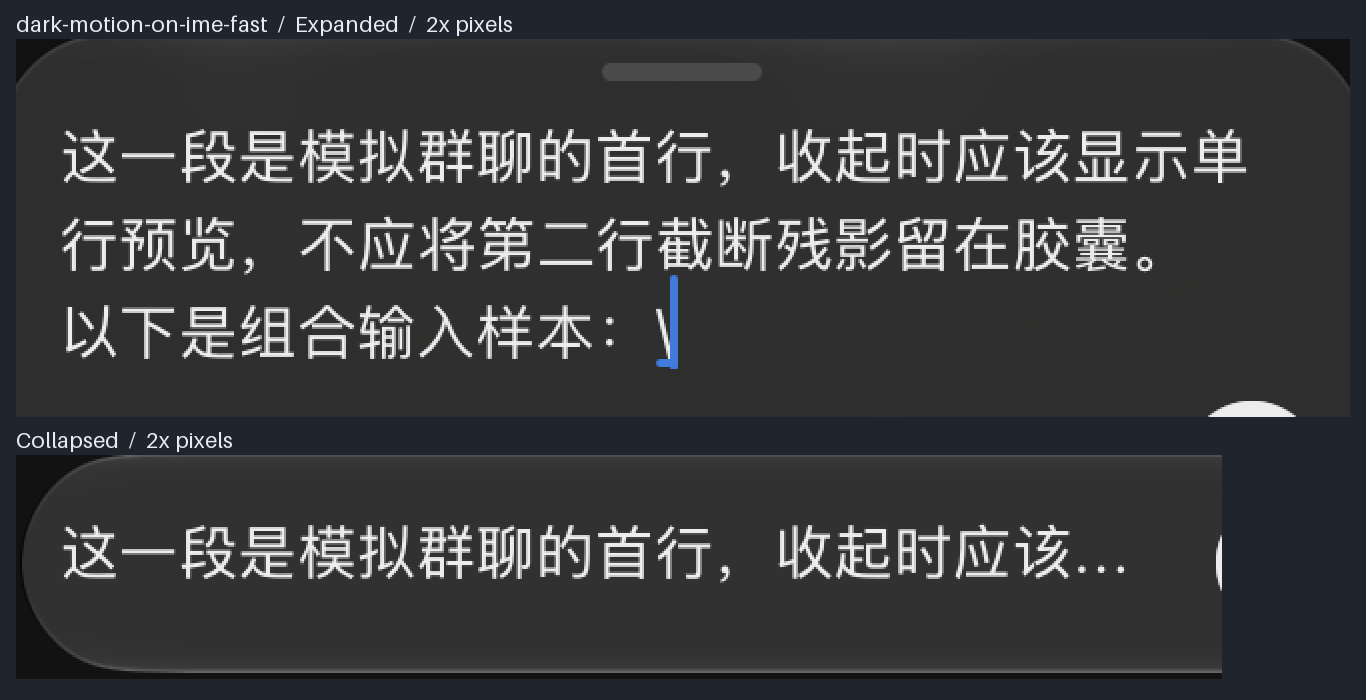 dark-motion-on-ime-fast / Expanded / 2x pixels
这一段是模拟群聊的首行，收起时应该显示单
行预览，不应将第二行截断残影留在胶囊。
以下是组合输入样本：\
Collapsed / 2x pixels
这一段是模拟群聊的首行，收起时应该...